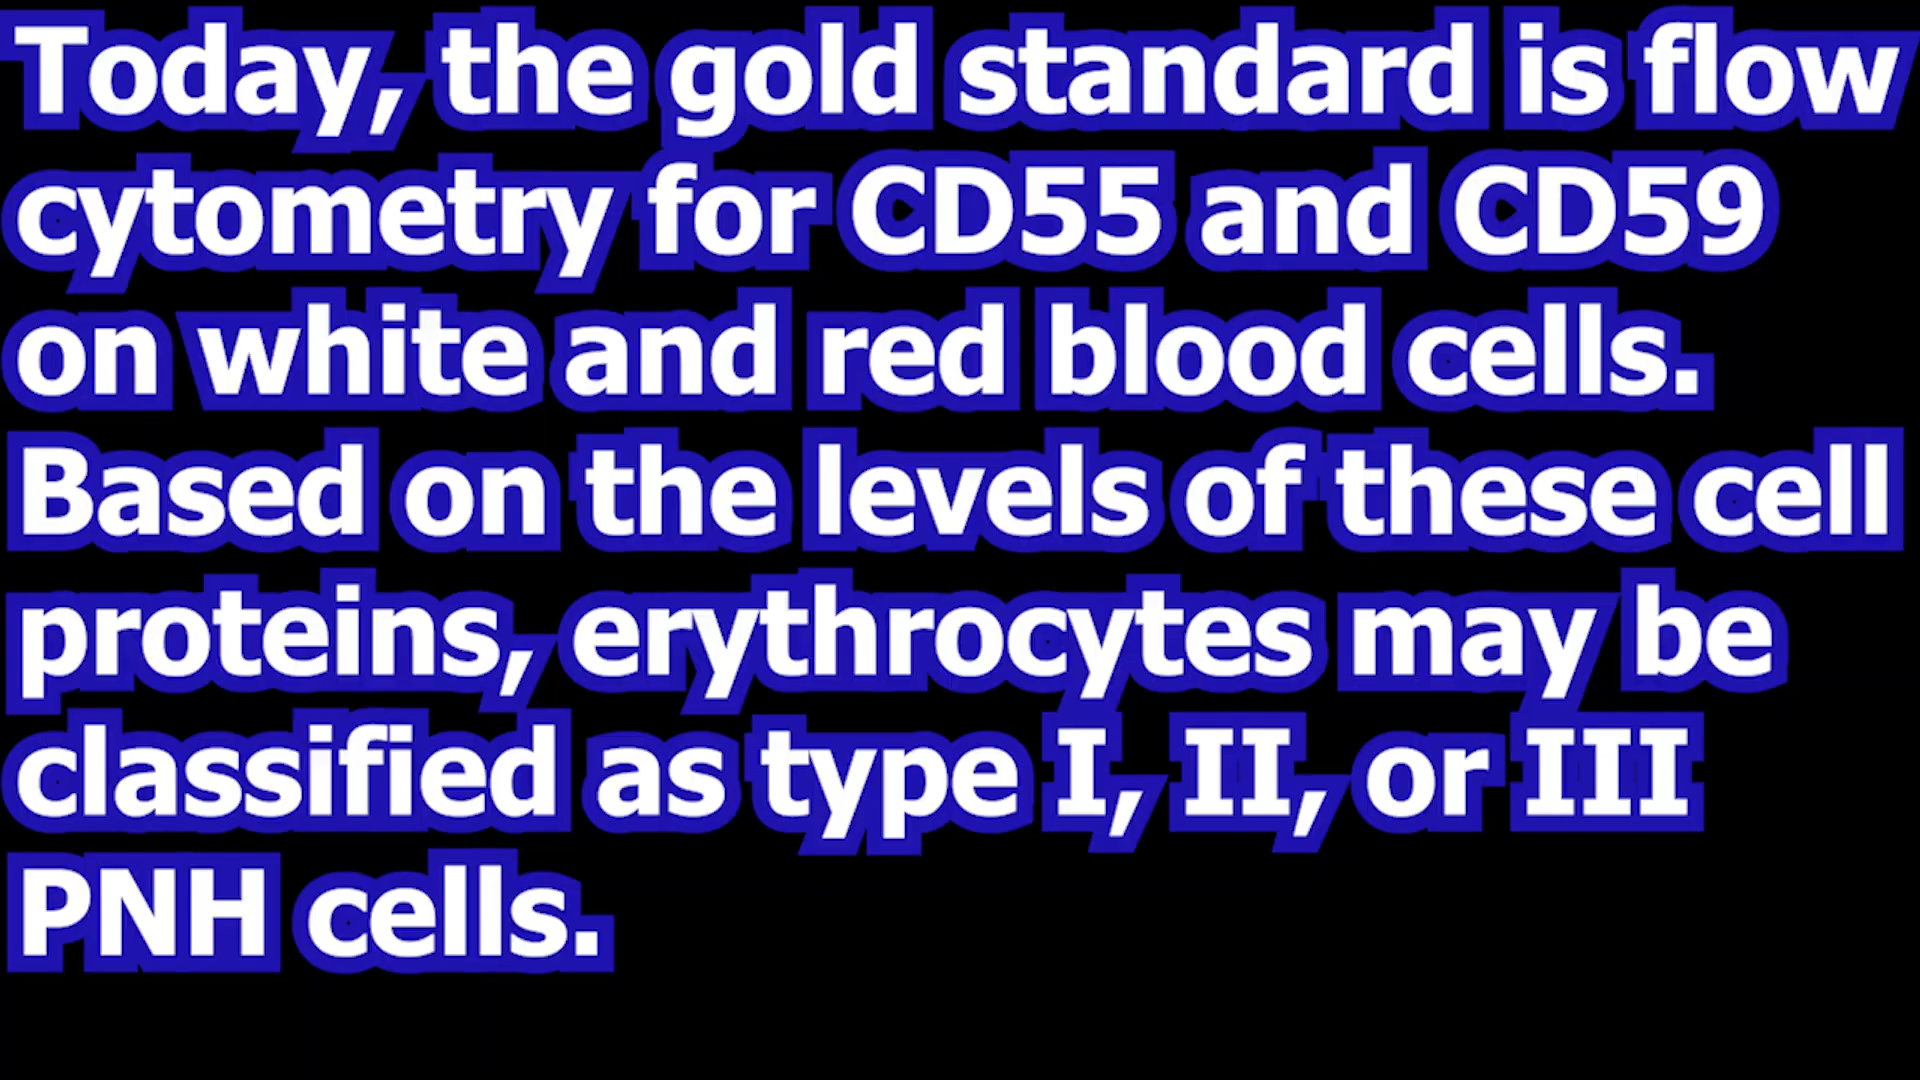 Today, the gold standard is flow
cytometry for CD55 and CD59
on white and red blood cells.
Based on the levels of these cell
proteins, erythrocytes may be
classified as type I, II, or III
PNH cells.